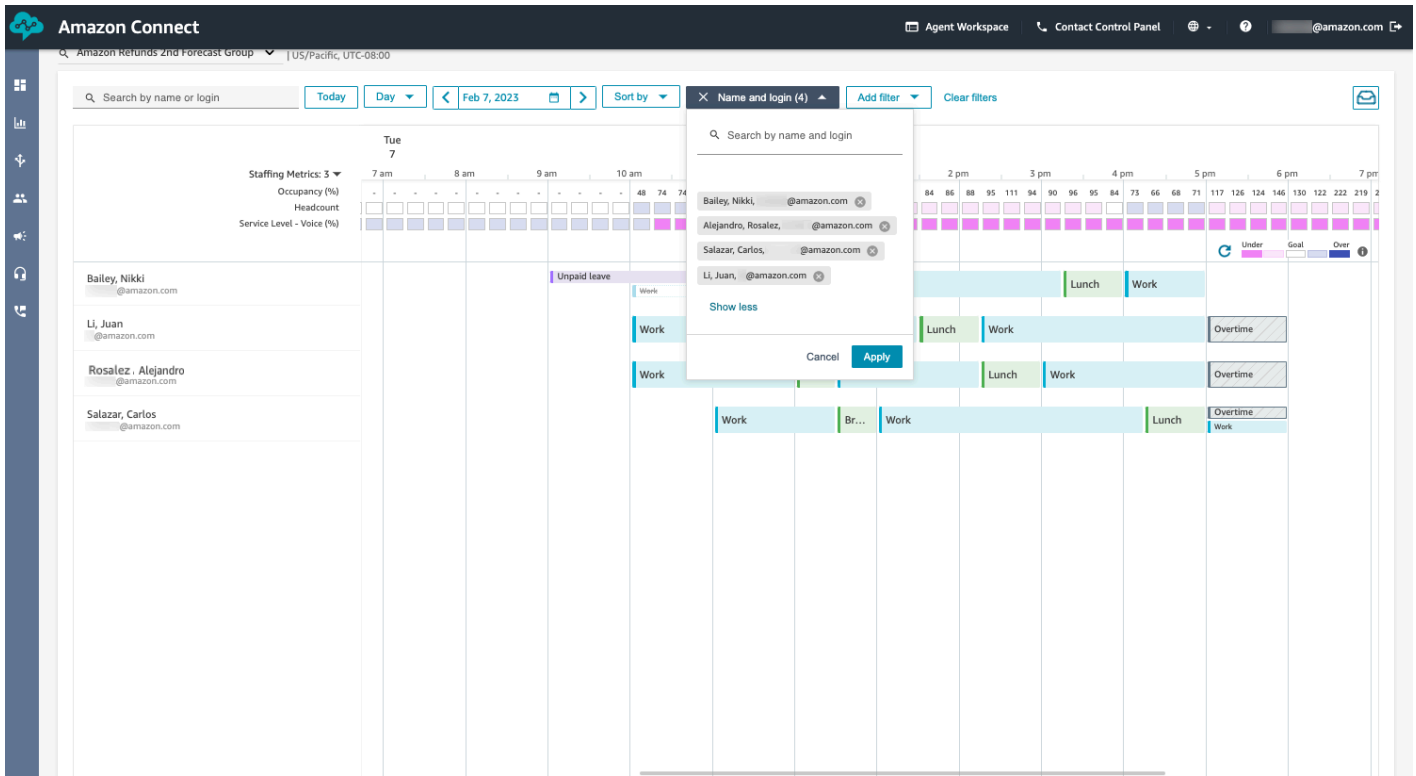 Amazon Connect
Agent Workspace
Contact Control Panel
@amazon.com
Amazon Refunds 2nd Forecast Group
| US/Pacific, UTC-08:00
Search by name or login
Today
Day
Feb 7, 2023
Sort by
Name and login (4)
Add filter
Clear filters
Search by name and login
Bailey, Nikki, @amazon.com
Alejandro, Rosalez, @amazon.com
Salazar, Carlos, @amazon.com
Li, Juan, @amazon.com
Show less
Cancel Apply
Tue
7
Staffing Metrics: 3 7 am 8 am 9 am 10 am 2 pm 3 pm 4 pm 5 pm 6 pm 7 pm
Occupancy (%) - - - - - - - - - - - - - 48 74 74 84 86 88 95 111 94 90 96 95 84 73 66 68 71 117 126 124 146 130 122 222 219
Headcount
Service Level - Voice (%)
Under Goal Over
Bailey, Nikki
@amazon.com
Unpaid leave
Work
Lunch
Work
Li, Juan
@amazon.com
Work
Lunch
Work
Overtime
Rosalez, Alejandro
@amazon.com
Work
Lunch
Work
Overtime
Salazar, Carlos
@amazon.com
Work
Br...
Work
Lunch
Overtime
Work